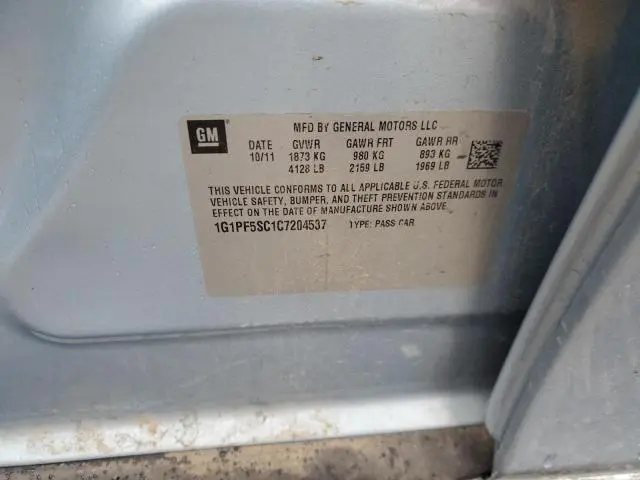 GM
MFD BY GENERAL MOTORS LLC
DATE GVWR GAWR FRT GAWR RR
10/11 1873 KG 980 KG 893 KG
4128 LB 2159 LB 1969 LB
THIS VEHICLE CONFORMS TO ALL APPLICABLE U.S. FEDERAL MOTOR
VEHICLE SAFETY, BUMPER, AND THEFT PREVENTION STANDARDS IN
EFFECT ON THE DATE OF MANUFACTURE SHOWN ABOVE.
1G1PF5SC1C7204537 TYPE: PASS CAR